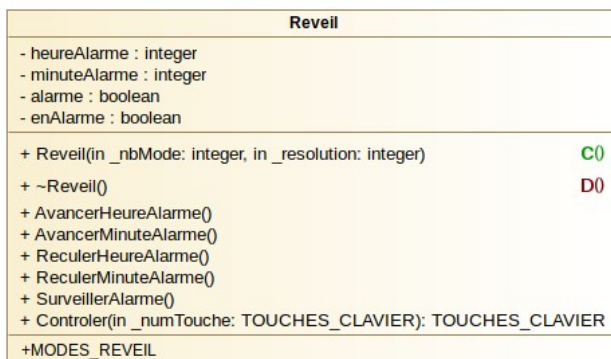 Reveil
- heureAlarme : integer
- minuteAlarme : integer
- alarme : boolean
- enAlarme : boolean
+ Reveil(in _nbMode: integer, in _resolution: integer) C()
+ ~Reveil() D()
+ AvancerHeureAlarme()
+ AvancerMinuteAlarme()
+ ReculerHeureAlarme()
+ ReculerMinuteAlarme()
+ SurveillerAlarme()
+ Controler(in _numTouche: TOUCHES_CLAVIER): TOUCHES_CLAVIER
+MODES_REVEIL